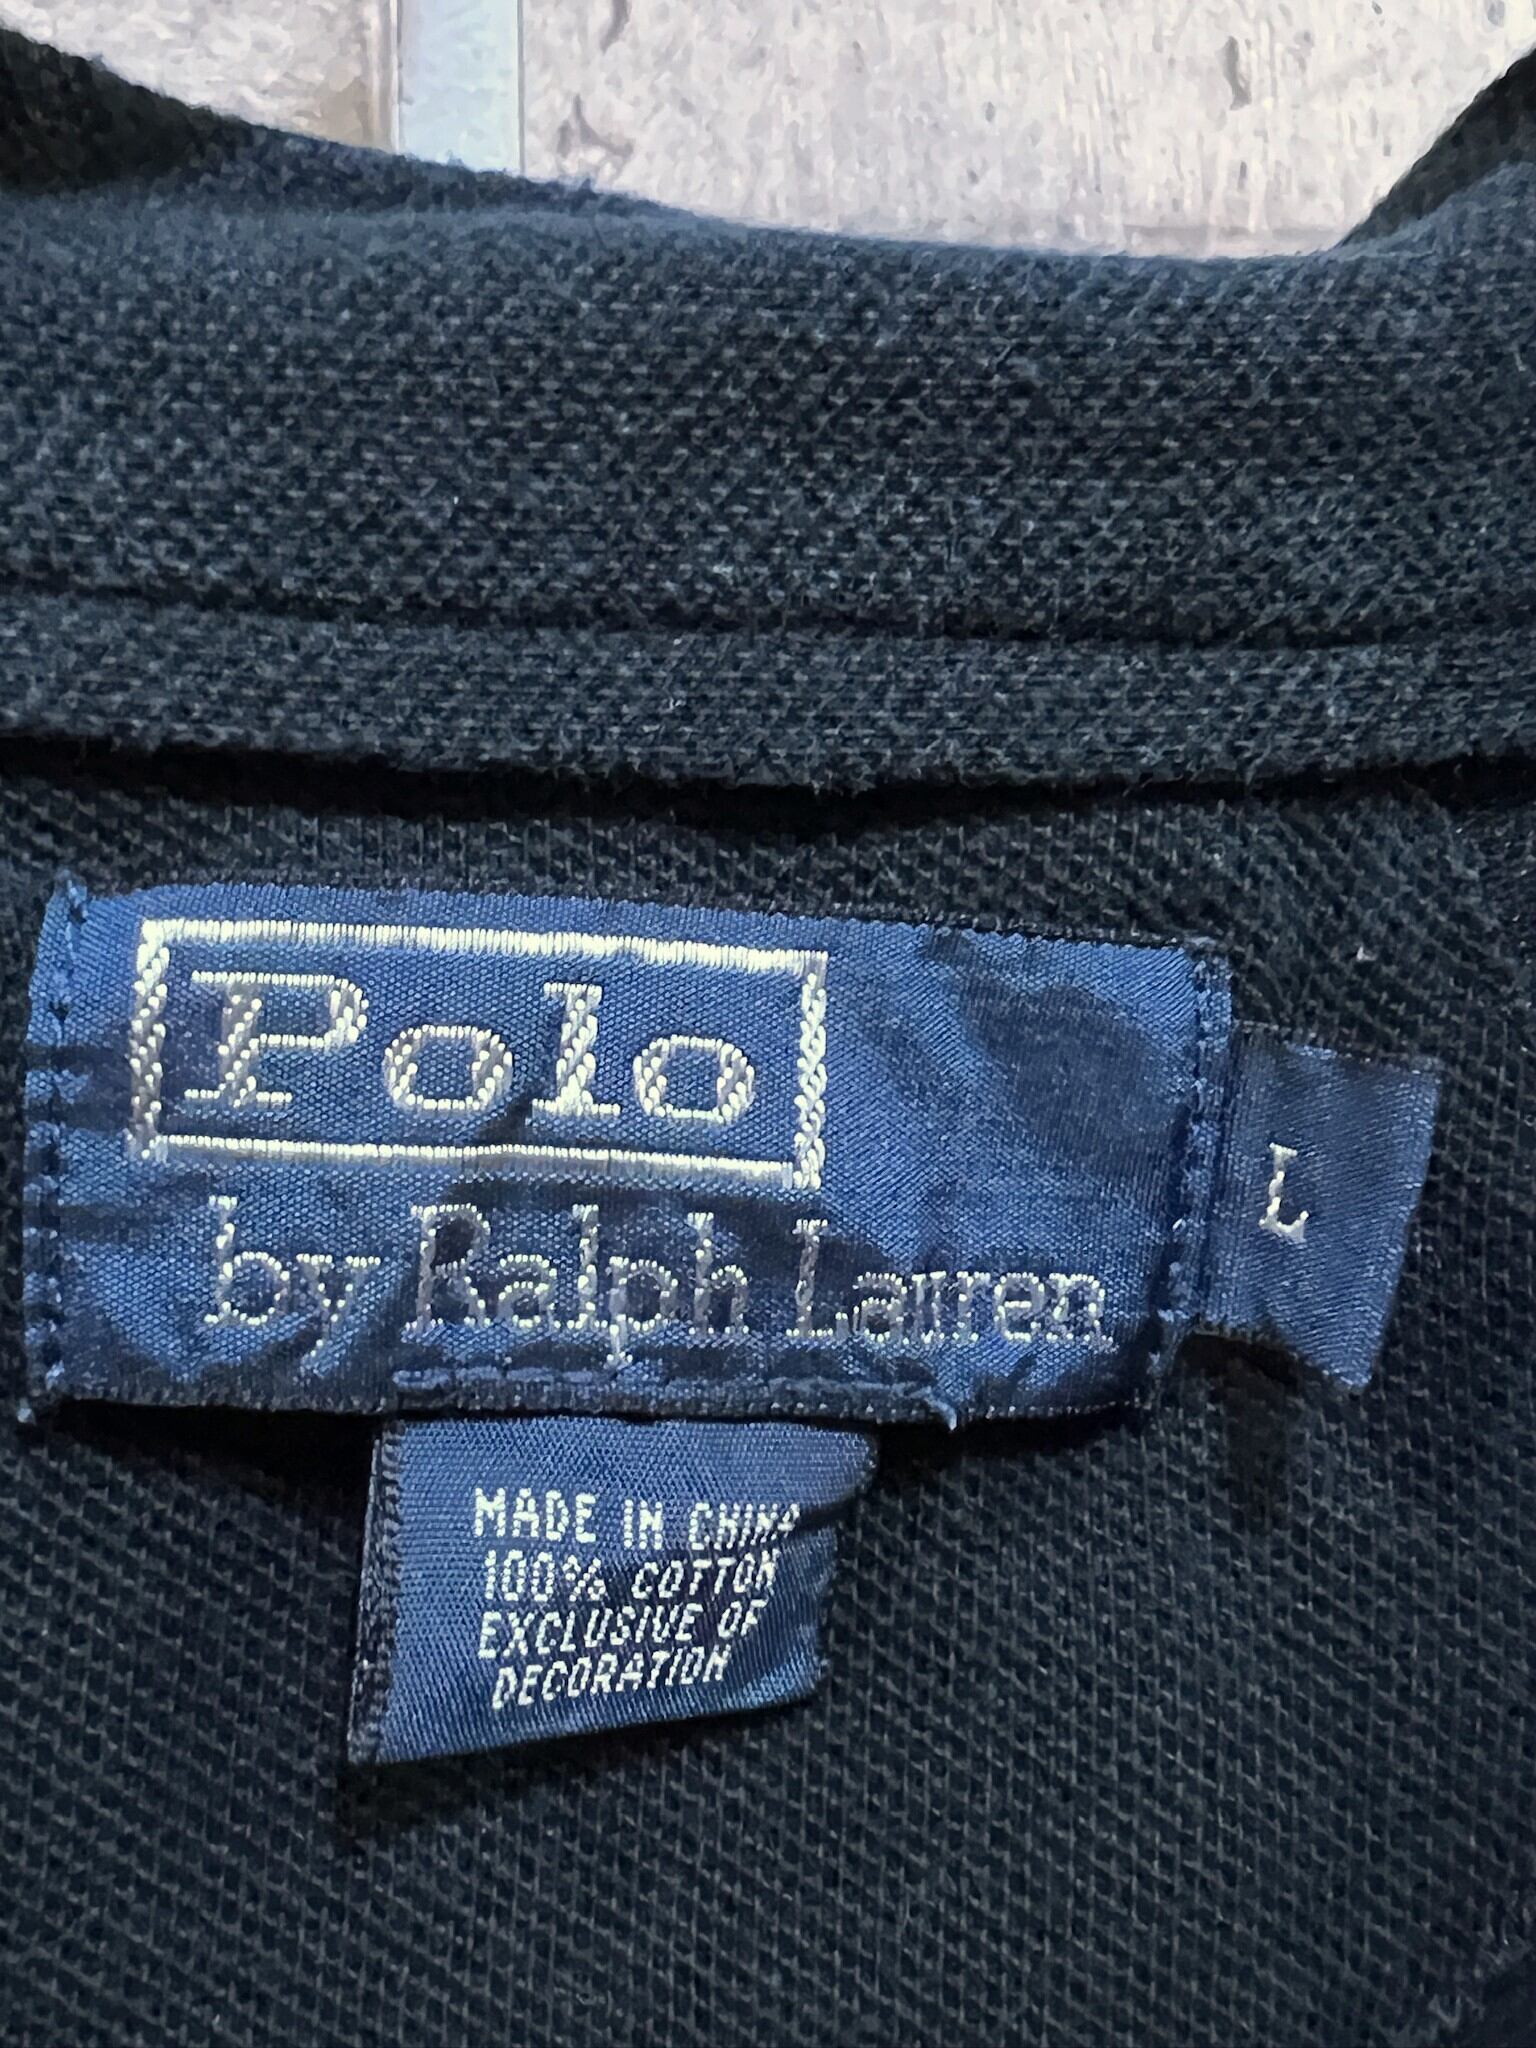 Polo
by Ralph Lauren
L
MADE IN CHINA
100% COTTON
EXCLUSIVE OF
DECORATION